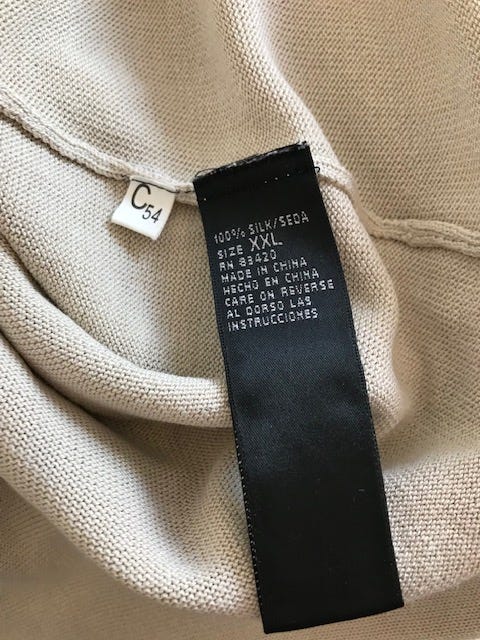 C54
100% SILK/SEDA
SIZE XXL
RN 83420
MADE IN CHINA
HECHO EN CHINA
CARE ON REVERSE
AL DORSO LAS
INSTRUCCIONES